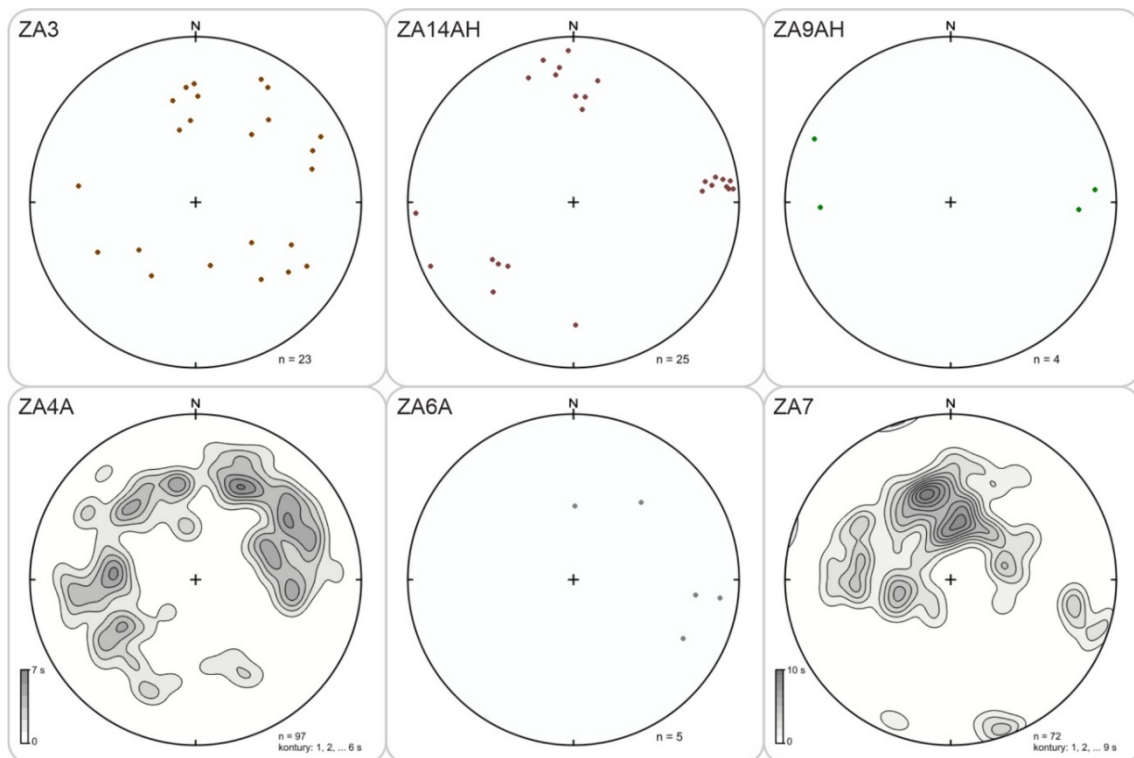 ZA3
N
n = 23
ZA14AH
N
n = 25
ZA9AH
N
n = 4
ZA4A
N
7 s
0
n = 97
kontury: 1, 2, ... 6 s
ZA6A
N
n = 5
ZA7
N
10 s
0
n = 72
kontury: 1, 2, ... 9 s